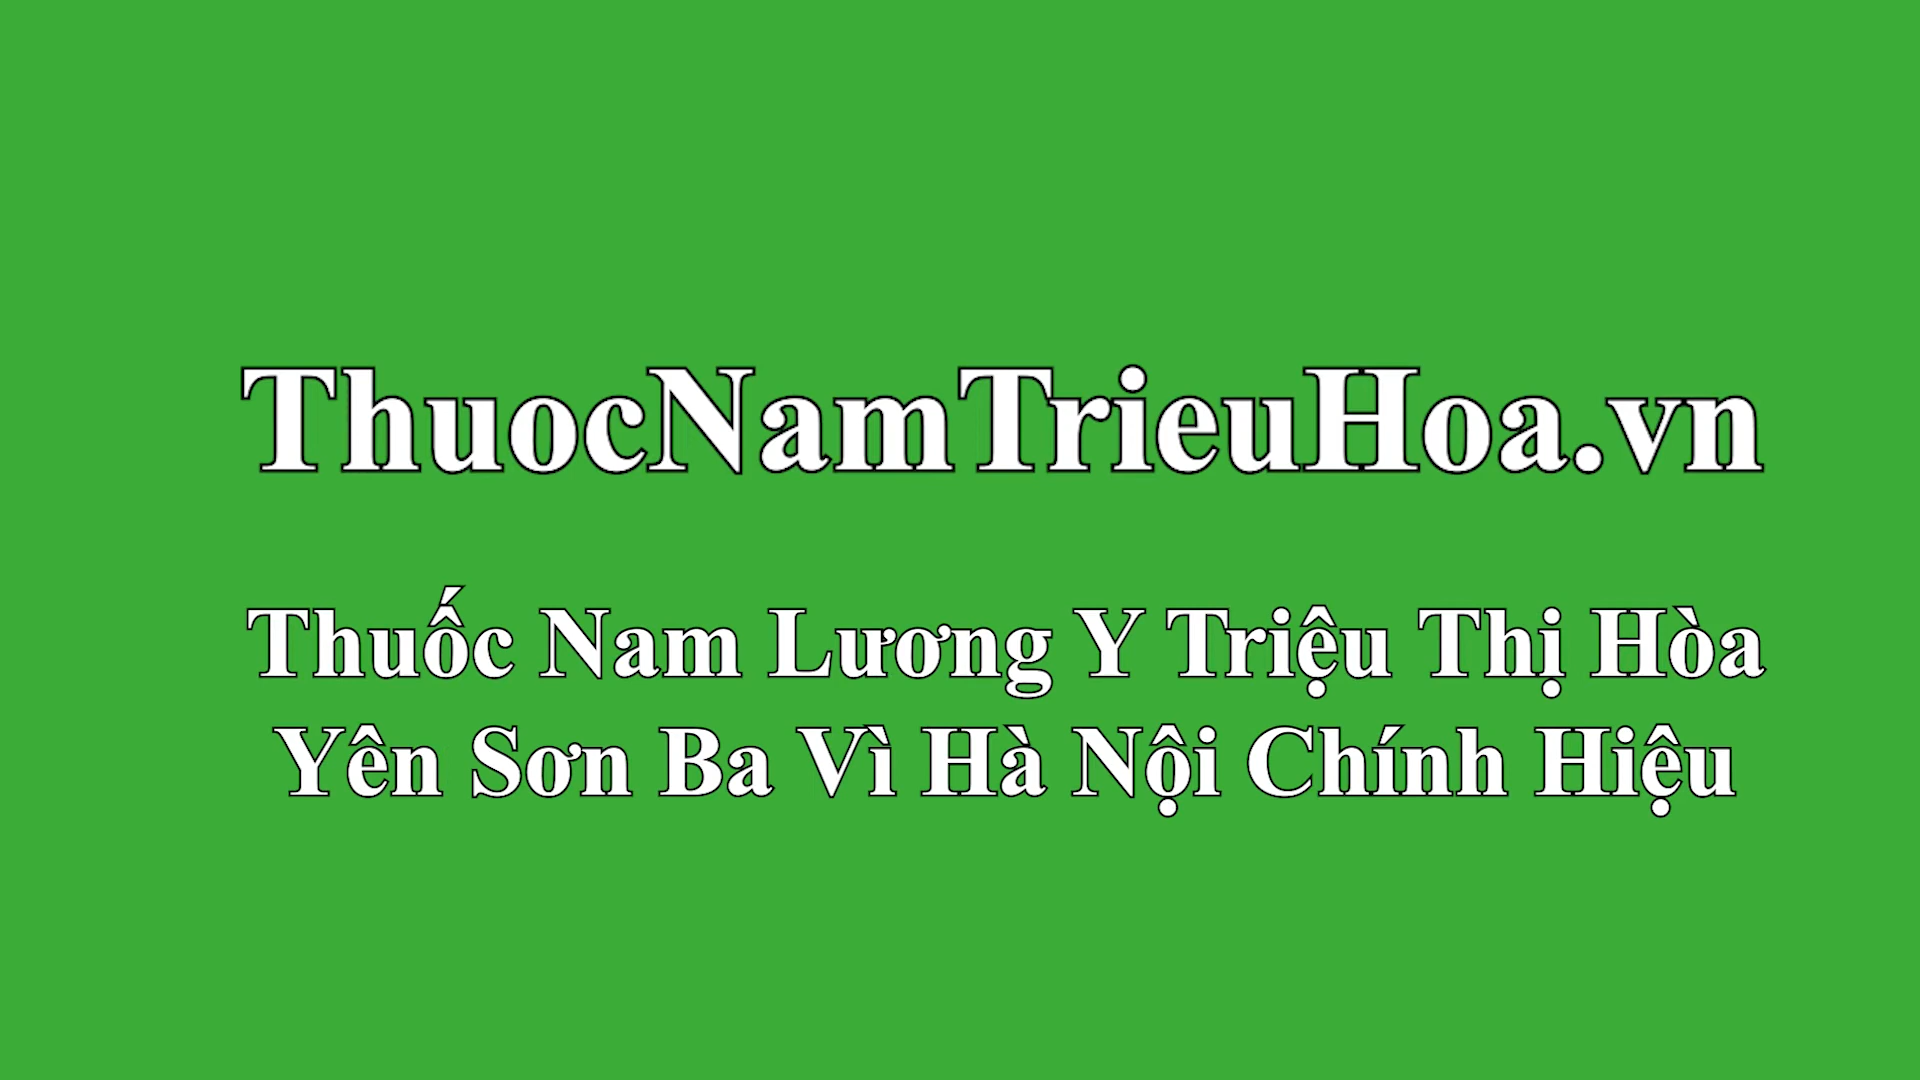 ThuocNamTrieuHoa.vn
Thuốc Nam Lương Y Triệu Thị Hòa
Yên Sơn Ba Vì Hà Nội Chính Hiệu